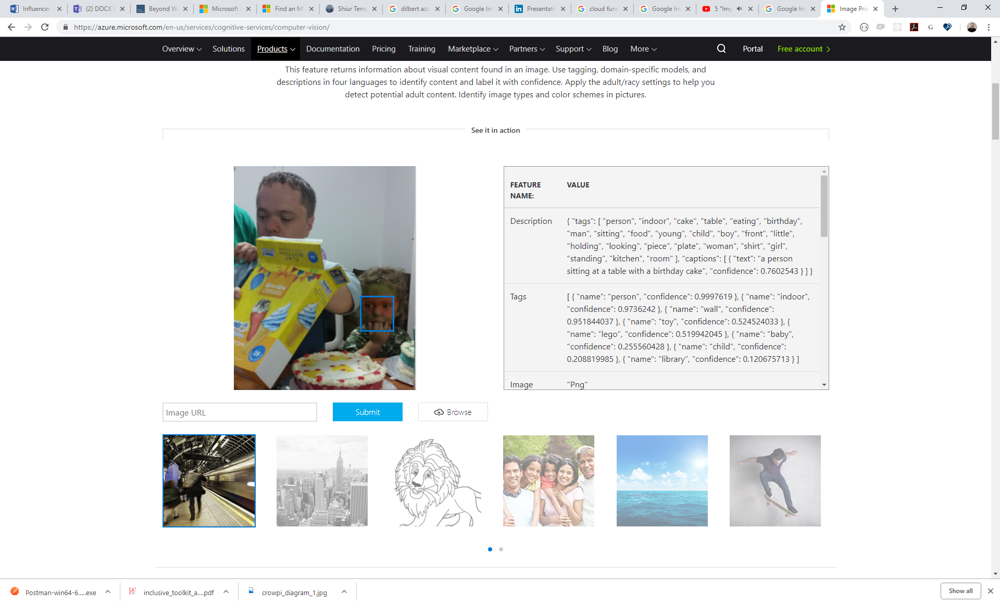 Influencer
(2) DOCX F
Beyond W
Microsoft
Find an M
Shiur Temp
dilbert azu
Google Im
Presentati
cloud funn
Google Im
5 "Imp
Google Im
Image Pro
https://azure.microsoft.com/en-us/services/cognitive-services/computer-vision/
Overview
Solutions
Products
Documentation
Pricing
Training
Marketplace
Partners
Support
Blog
More
Portal
Free account
This feature returns information about visual content found in an image. Use tagging, domain-specific models, and
descriptions in four languages to identify content and label it with confidence. Apply the adult/racy settings to help you
detect potential adult content. Identify image types and color schemes in pictures.
See it in action
FLAT
BOTTOM
20
FEATURE
NAME:
VALUE
Description
{ "tags": [ "person", "indoor", "cake", "table", "eating", "birthday",
"man", "sitting", "food", "young", "child", "boy", "front", "little",
"holding", "looking", "piece", "plate", "woman", "shirt", "girl",
"standing", "kitchen", "room" ], "captions": [ { "text": "a person
sitting at a table with a birthday cake", "confidence": 0.7602543 } ] }
Tags
[ { "name": "person", "confidence": 0.9997619 }, { "name": "indoor",
"confidence": 0.9736242 }, { "name": "wall", "confidence":
0.951844037 }, { "name": "toy", "confidence": 0.524524033 }, {
"name": "lego", "confidence": 0.519942045 }, { "name": "baby",
"confidence": 0.255560428 }, { "name": "child", "confidence":
0.208819985 }, { "name": "library", "confidence": 0.120675713 } ]
Image
"Png"
Image URL
Submit
Browse
Postman-win64-6.....exe
inclusive_toolkit_a....pdf
crowpi_diagram_1.jpg
Show all